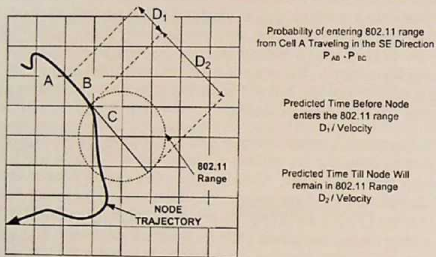 D1
D2
A
B
C
802.11
Range
NODE
TRAJECTORY
Probability of entering 802.11 range
from Cell A Traveling in the SE Direction
P AB - P BC
Predicted Time Before Node
enters the 802.11 range
D1 / Velocity
Predicted Time Till Node Will
remain in 802.11 Range
D2 / Velocity